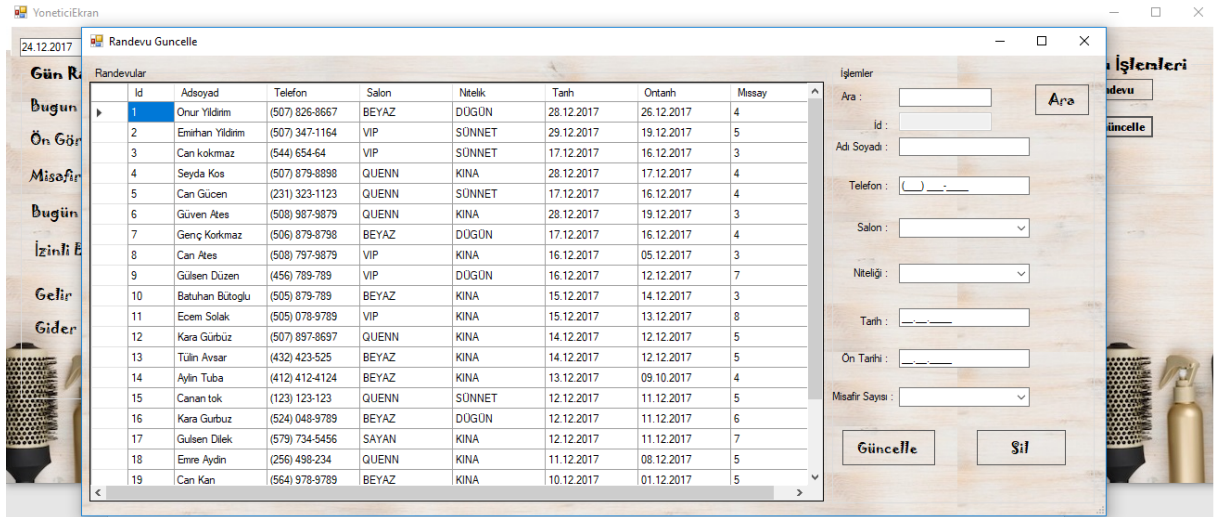 YoneticiEkran
24.12.2017
Gün
Bugun
Ön Gör
Misafir
Bugün
İzinli
Gelir
Gider
İşlemleri
Randevu Guncelle
Randevular
Id Adsoyad Telefon Salon Nitelik Tarih Ontarih Missay
1 Onur Yildirim (507) 826-8667 BEYAZ DÜGÜN 28.12.2017 26.12.2017 4
2 Emirhan Yildirim (507) 347-1164 VIP SÜNNET 29.12.2017 19.12.2017 5
3 Can kokmaz (544) 654-64 VIP SÜNNET 17.12.2017 16.12.2017 3
4 Seyda Kos (507) 879-8898 QUENN KINA 28.12.2017 17.12.2017 4
5 Can Gücen (231) 323-1123 QUENN SÜNNET 17.12.2017 16.12.2017 4
6 Güven Ates (508) 987-9879 QUENN KINA 28.12.2017 19.12.2017 3
7 Genç Korkmaz (506) 879-8798 BEYAZ DÜGÜN 17.12.2017 16.12.2017 4
8 Can Ates (508) 797-9879 VIP KINA 16.12.2017 05.12.2017 3
9 Gülsen Düzen (456) 789-789 VIP DÜGÜN 16.12.2017 12.12.2017 7
10 Batuhan Bütoglu (505) 879-789 BEYAZ KINA 15.12.2017 14.12.2017 3
11 Ecem Solak (505) 078-9789 VIP KINA 15.12.2017 13.12.2017 8
12 Kara Gürbüz (507) 897-8697 QUENN KINA 14.12.2017 12.12.2017 5
13 Tülin Avsar (432) 423-525 BEYAZ KINA 14.12.2017 12.12.2017 5
14 Aylin Tuba (412) 412-4124 BEYAZ KINA 13.12.2017 09.10.2017 4
15 Canan tok (123) 123-123 QUENN SÜNNET 12.12.2017 11.12.2017 5
16 Kara Gurbuz (524) 048-9789 BEYAZ DÜGÜN 12.12.2017 11.12.2017 6
17 Gulsen Dilek (579) 734-5456 SAYAN KINA 12.12.2017 11.12.2017 7
18 Emre Aydin (256) 498-234 QUENN KINA 11.12.2017 08.12.2017 5
19 Can Kan (564) 978-9789 BEYAZ KINA 10.12.2017 01.12.2017 5
İşlemler
Ara : Ara
İd :
Adı Soyadı :
Telefon : (___) ___-____
Salon :
Niteliği :
Tarih : __.__.____
Ön Tarihi : __.__.____
Misafir Sayısı :
Güncelle Sil